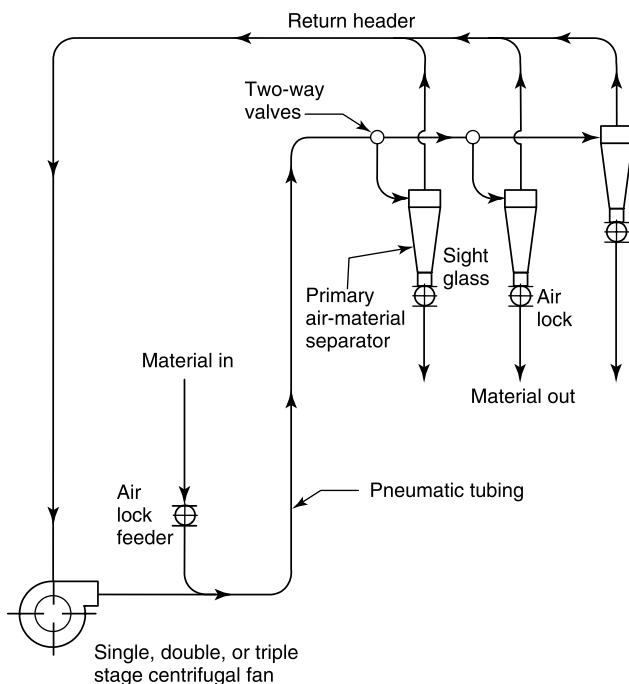 Return header
Two-way
valves
Sight
glass
Primary
air-material
separator
Air
lock
Material in
Material out
Air
lock
feeder
Pneumatic tubing
Single, double, or triple
stage centrifugal fan